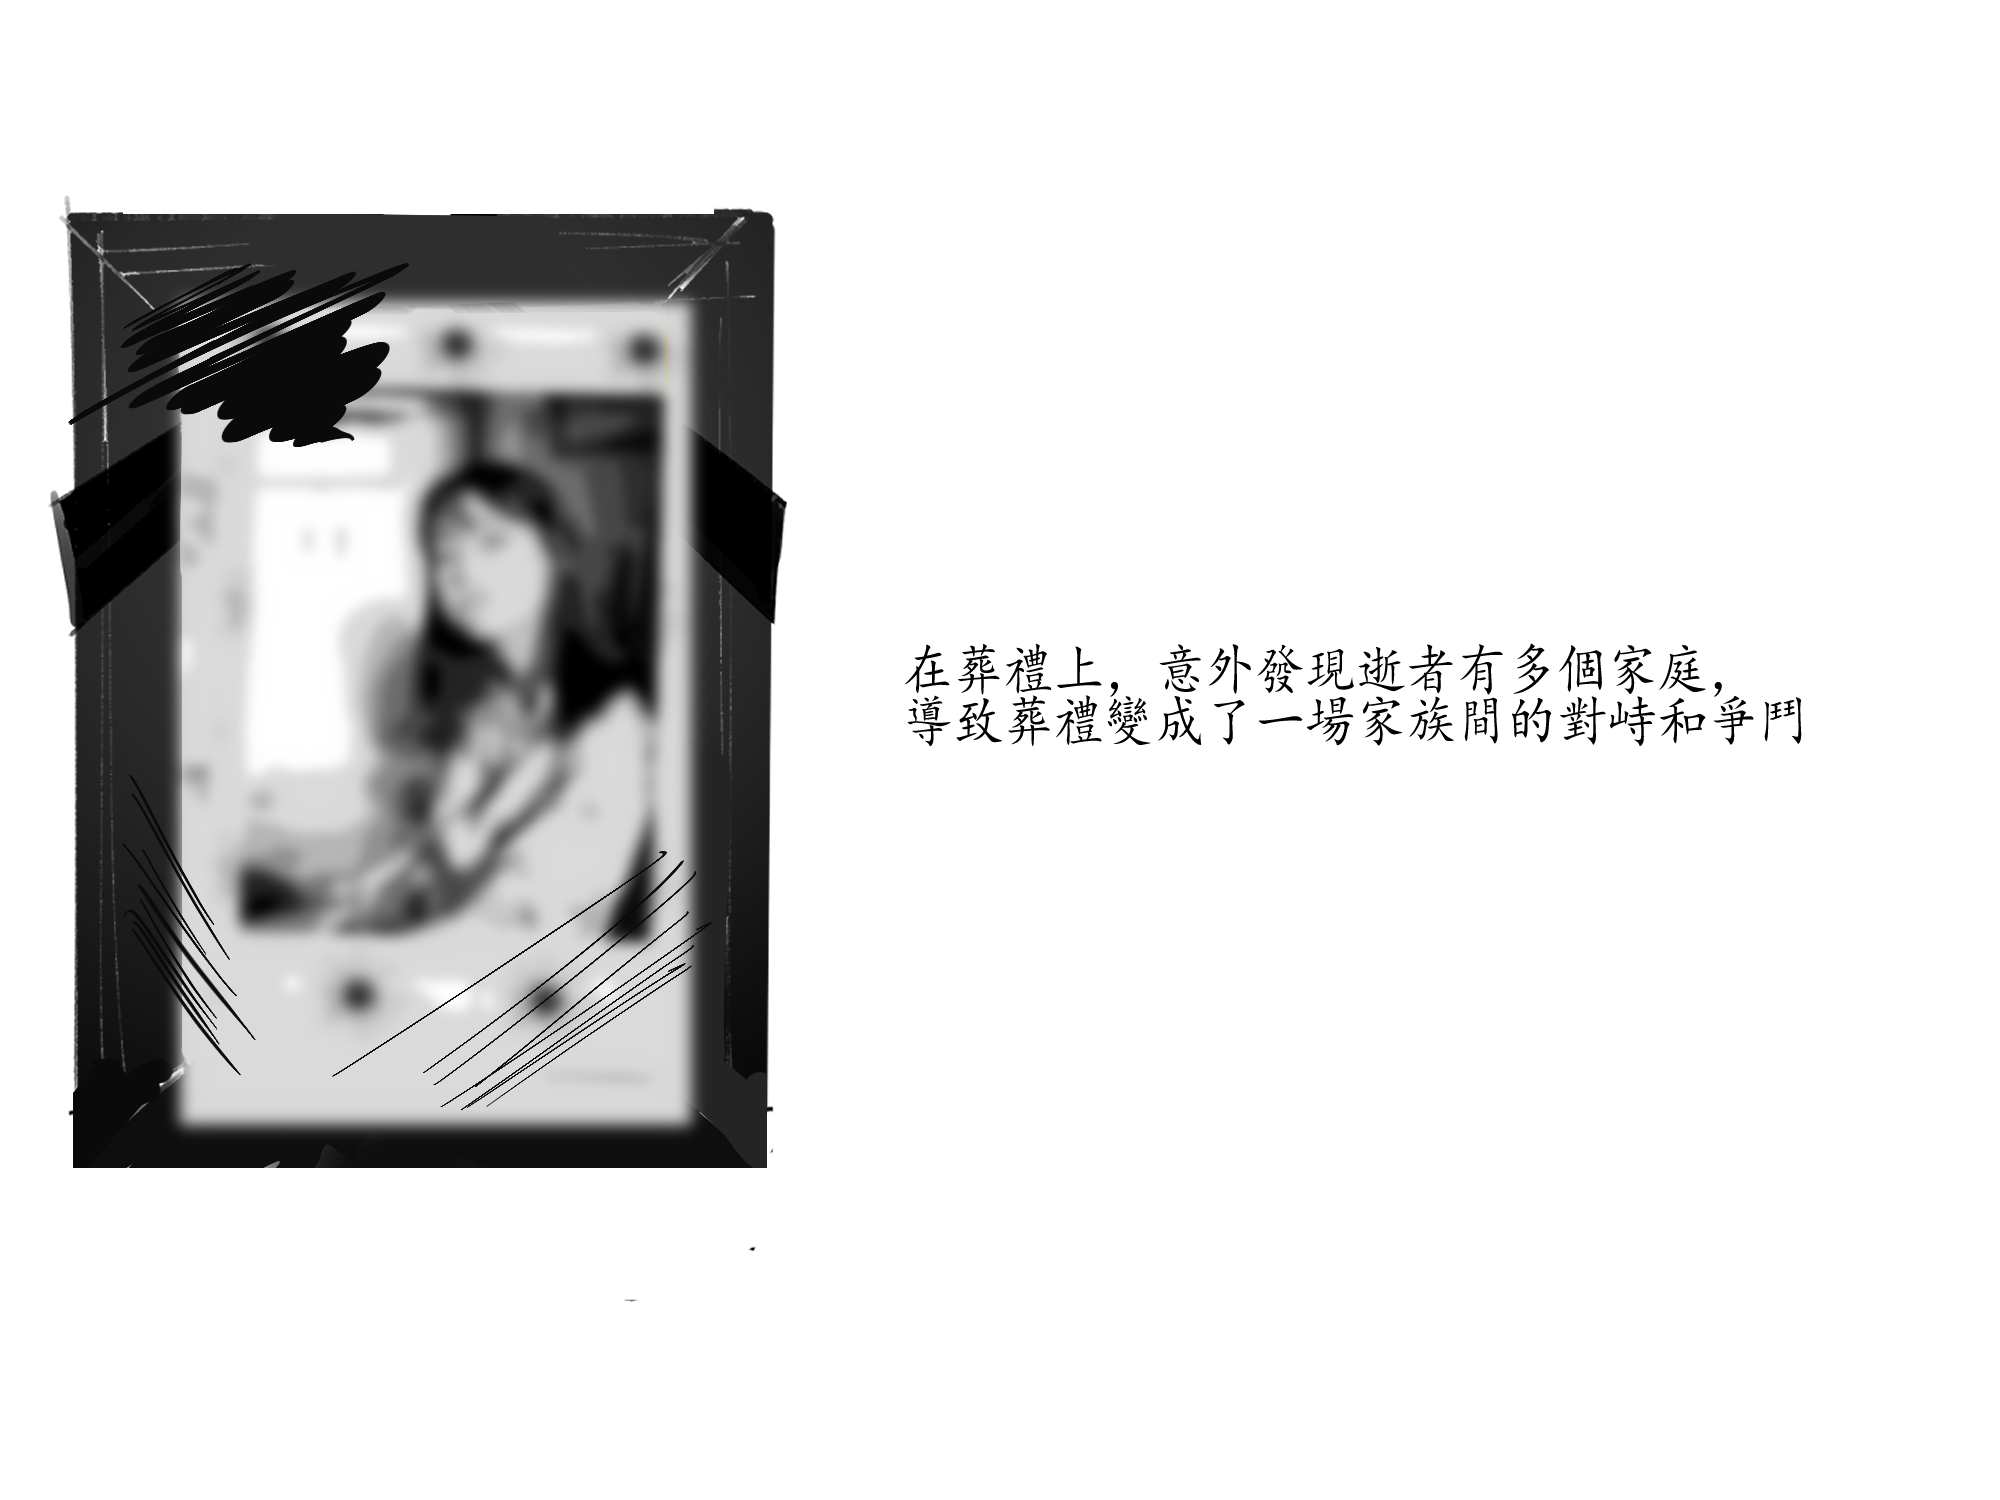 在葬禮上，意外發現逝者有多個家庭，
導致葬禮變成了一場家族間的對峙和爭鬥